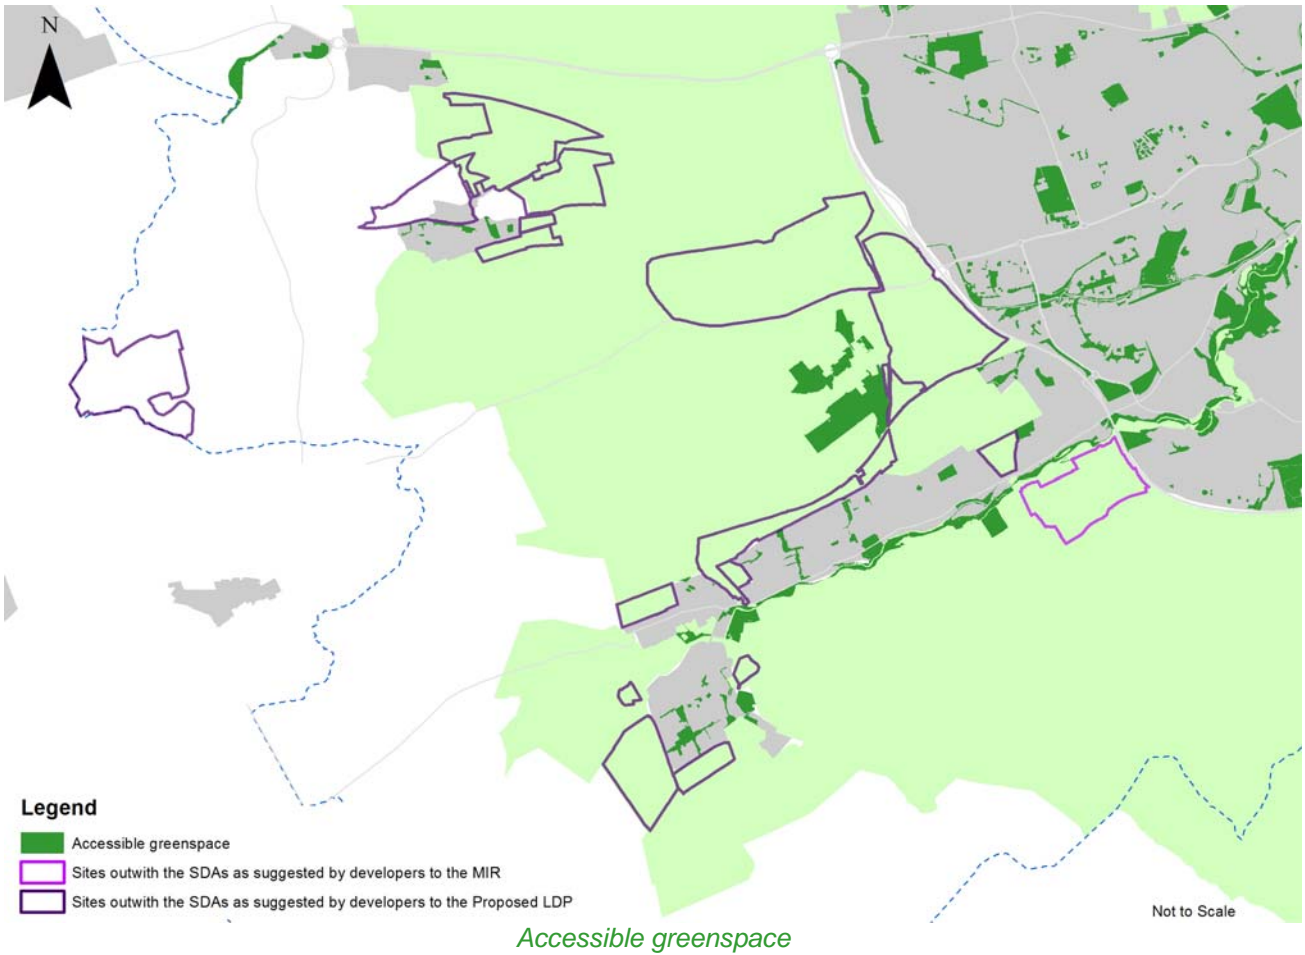 N
Legend
Accessible greenspace
Sites outwith the SDAs as suggested by developers to the MIR
Sites outwith the SDAs as suggested by developers to the Proposed LDP
Not to Scale
Accessible greenspace